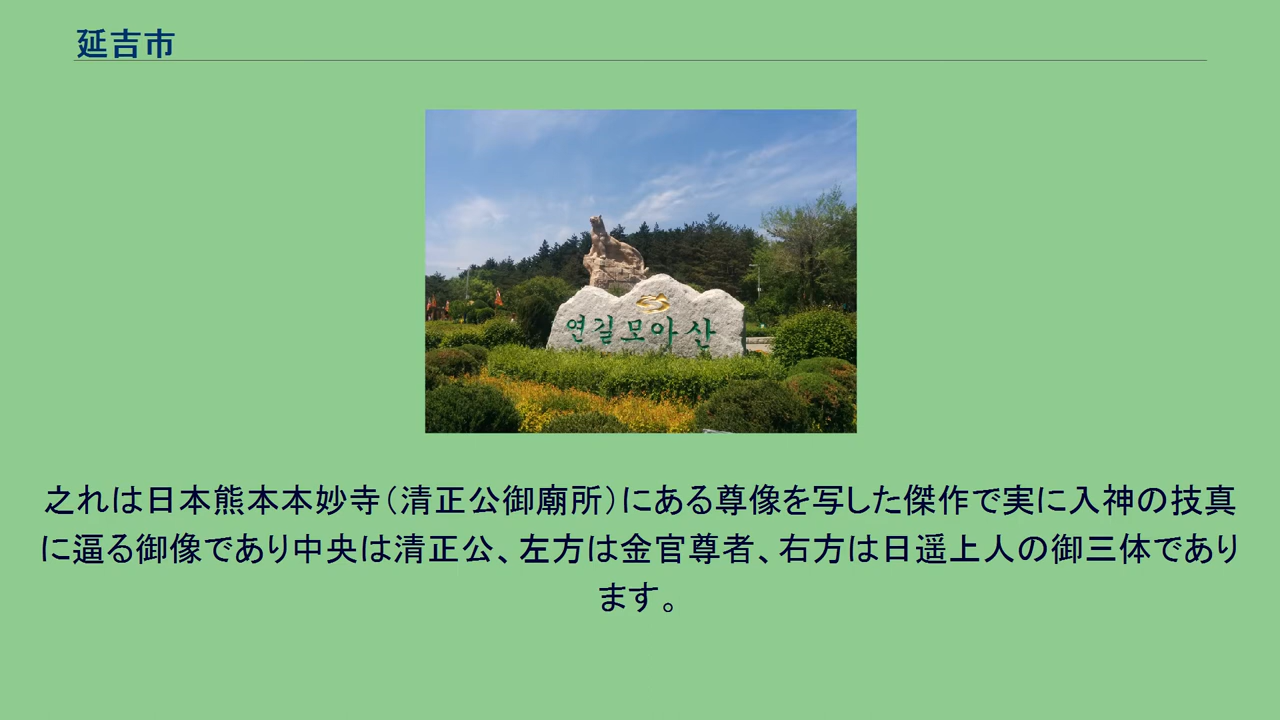 延吉市
연길모아산
之れは日本熊本本妙寺（清正公御廟所）にある尊像を写した傑作で実に入神の技真
に逼る御像であり中央は清正公、左方は金官尊者、右方は日遥上人の御三体であり
ます。